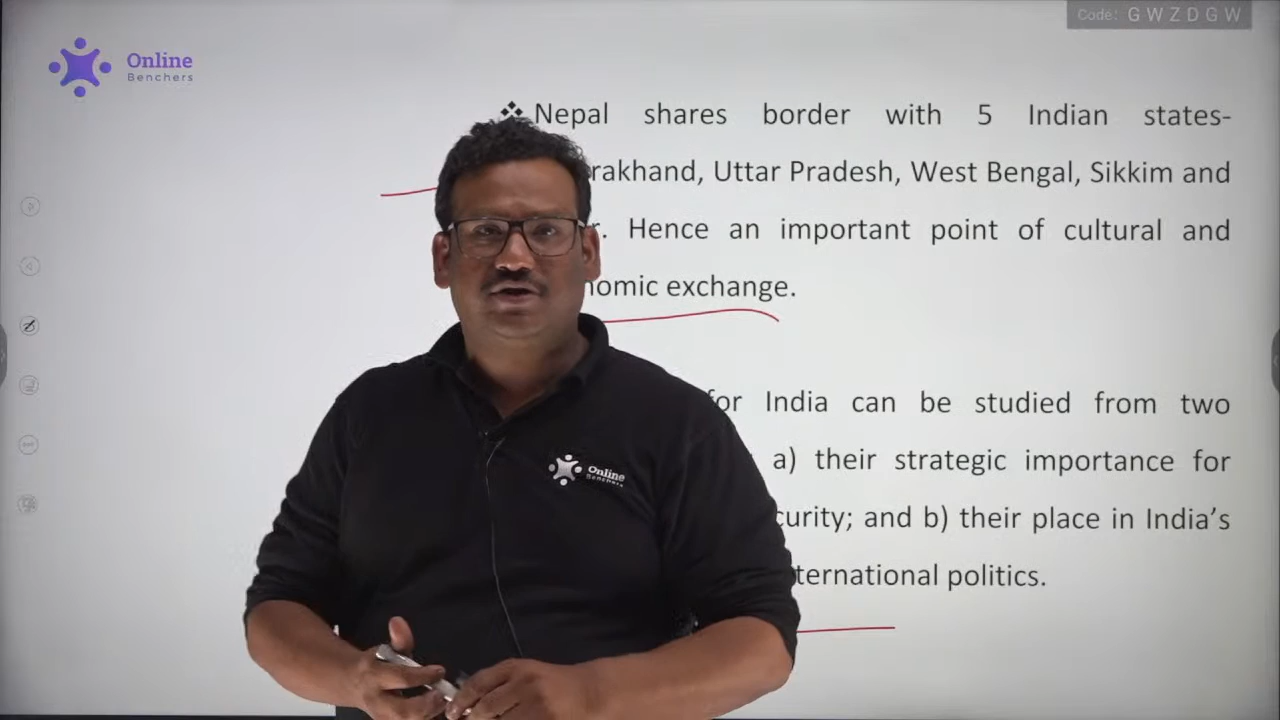 Code: GWZDGW
Online
Benchers
❖ Nepal shares border with 5 Indian states-
rakhand, Uttar Pradesh, West Bengal, Sikkim and
r. Hence an important point of cultural and
nomic exchange.
for India can be studied from two
a) their strategic importance for
curity; and b) their place in India's
ternational politics.
Online
Benchers